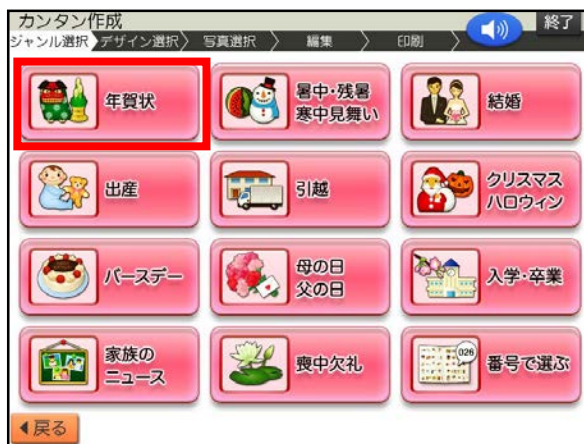 カンタン作成
終了
ジャンル選択 デザイン選択 写真選択 編集 印刷
年賀状
暑中・残暑
寒中見舞い
結婚
出産
引越
クリスマス
ハロウィン
バースデー
母の日
父の日
入学・卒業
家族の
ニュース
喪中欠礼
026
番号で選ぶ
戻る